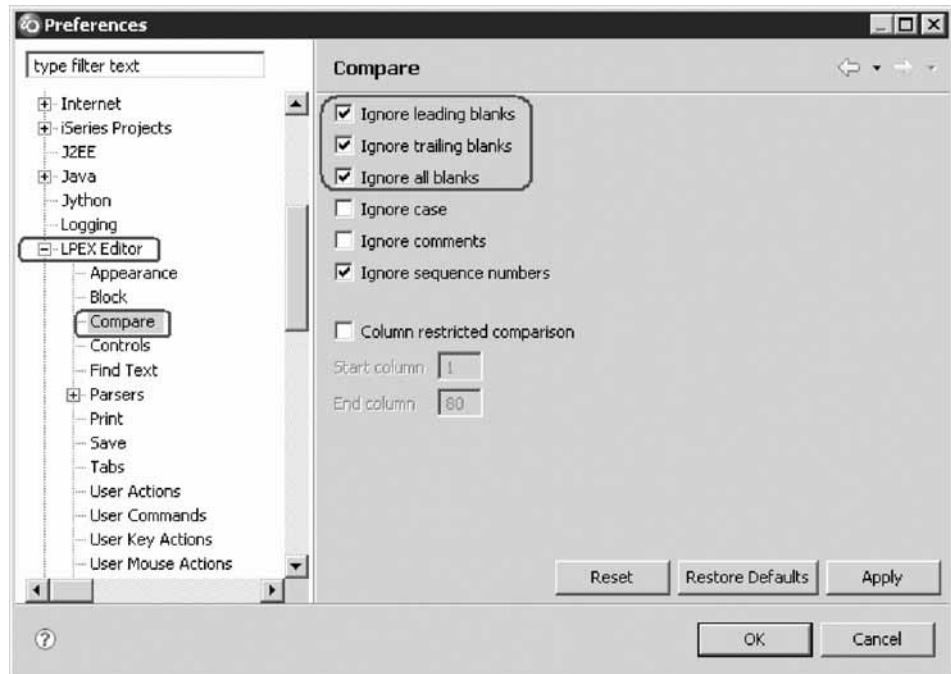 Preferences
type filter text
Internet
iSeries Projects
J2EE
Java
Jython
Logging
LPEX Editor
Appearance
Block
Compare
Controls
Find Text
Parsers
Print
Save
Tabs
User Actions
User Commands
User Key Actions
User Mouse Actions
Compare
Ignore leading blanks
Ignore trailing blanks
Ignore all blanks
Ignore case
Ignore comments
Ignore sequence numbers
Column restricted comparison
Start column 1
End column 80
Reset Restore Defaults Apply
? OK Cancel